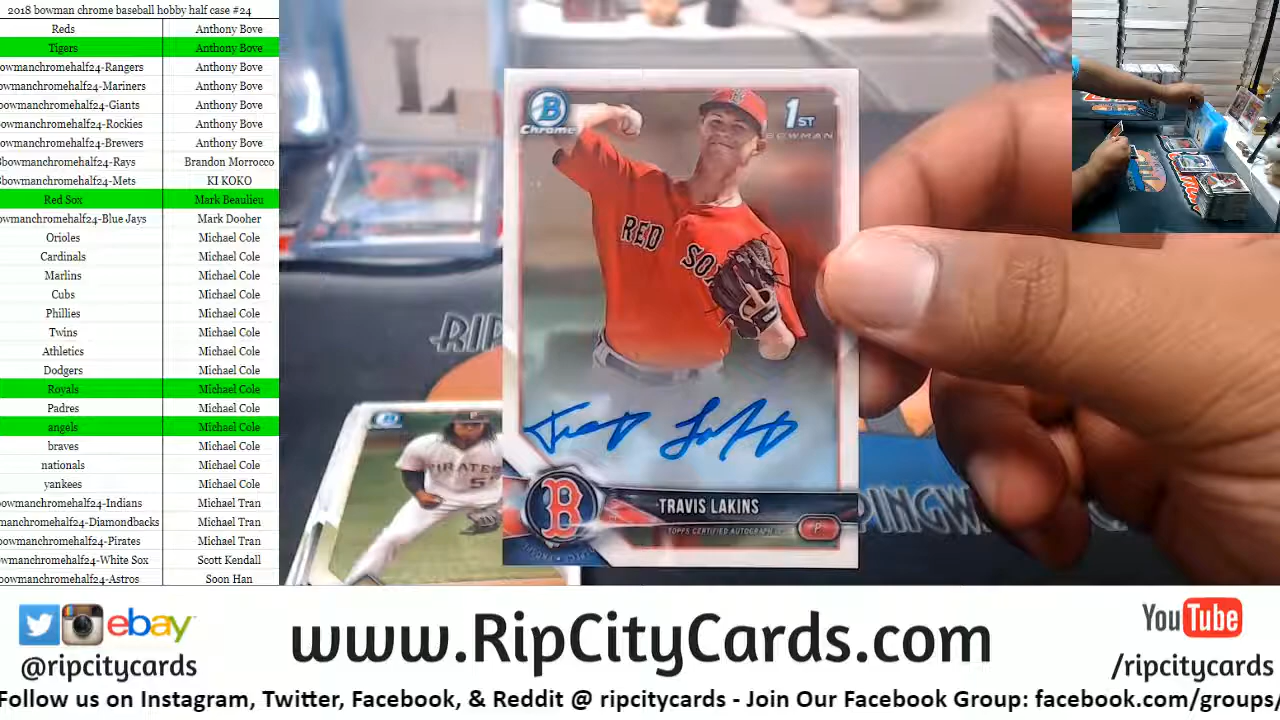 2018 bowman chrome baseball hobby half case #24
Reds Anthony Bove
Tigers Anthony Bove
owmanchromehalf24-Rangers Anthony Bove
owmanchromehalf24-Mariners Anthony Bove
owmanchromehalf24-Giants Anthony Bove
owmanchromehalf24-Rockies Anthony Bove
owmanchromehalf24-Brewers Anthony Bove
bowmanchromehalf24-Rays Brandon Morrocco
bowmanchromehalf24-Mets KI KOKO
Red Sox Mark Beaulieu
owmanchromehalf24-Blue Jays Mark Dooher
Orioles Michael Cole
Cardinals Michael Cole
Marlins Michael Cole
Cubs Michael Cole
Phillies Michael Cole
Twins Michael Cole
Athletics Michael Cole
Dodgers Michael Cole
Royals Michael Cole
Padres Michael Cole
angels Michael Cole
braves Michael Cole
nationals Michael Cole
yankees Michael Cole
owmanchromehalf24-Indians Michael Tran
manchromehalf24-Diamondbacks Michael Tran
owmanchromehalf24-Pirates Michael Tran
owmanchromehalf24-White Sox Scott Kendall
bowmanchromehalf24-Astros Soon Han
B
Chrome
1ST
BOWMAN
B
RED SOX
B
TRAVIS LAKINS
TOPPS CERTIFIED AUTOGRAPH
P
PIRATES
RIP
ebay
@ripcitycards
www.RipCityCards.com
YouTube
/ripcitycards
Follow us on Instagram, Twitter, Facebook, & Reddit @ ripcitycards - Join Our Facebook Group: facebook.com/groups/